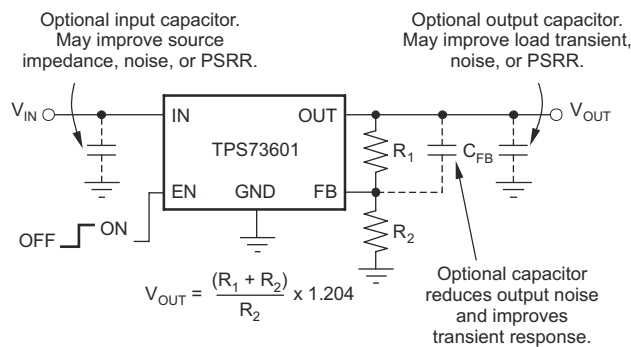 Optional input capacitor.
May improve source
impedance, noise, or PSRR.
Optional output capacitor.
May improve load transient,
noise, or PSRR.
V_IN
IN
OUT
V_OUT
TPS73601
R_1
C_FB
EN
GND
FB
OFF
ON
R_2
V_OUT = (R_1 + R_2) / R_2 x 1.204
Optional capacitor
reduces output noise
and improves
transient response.